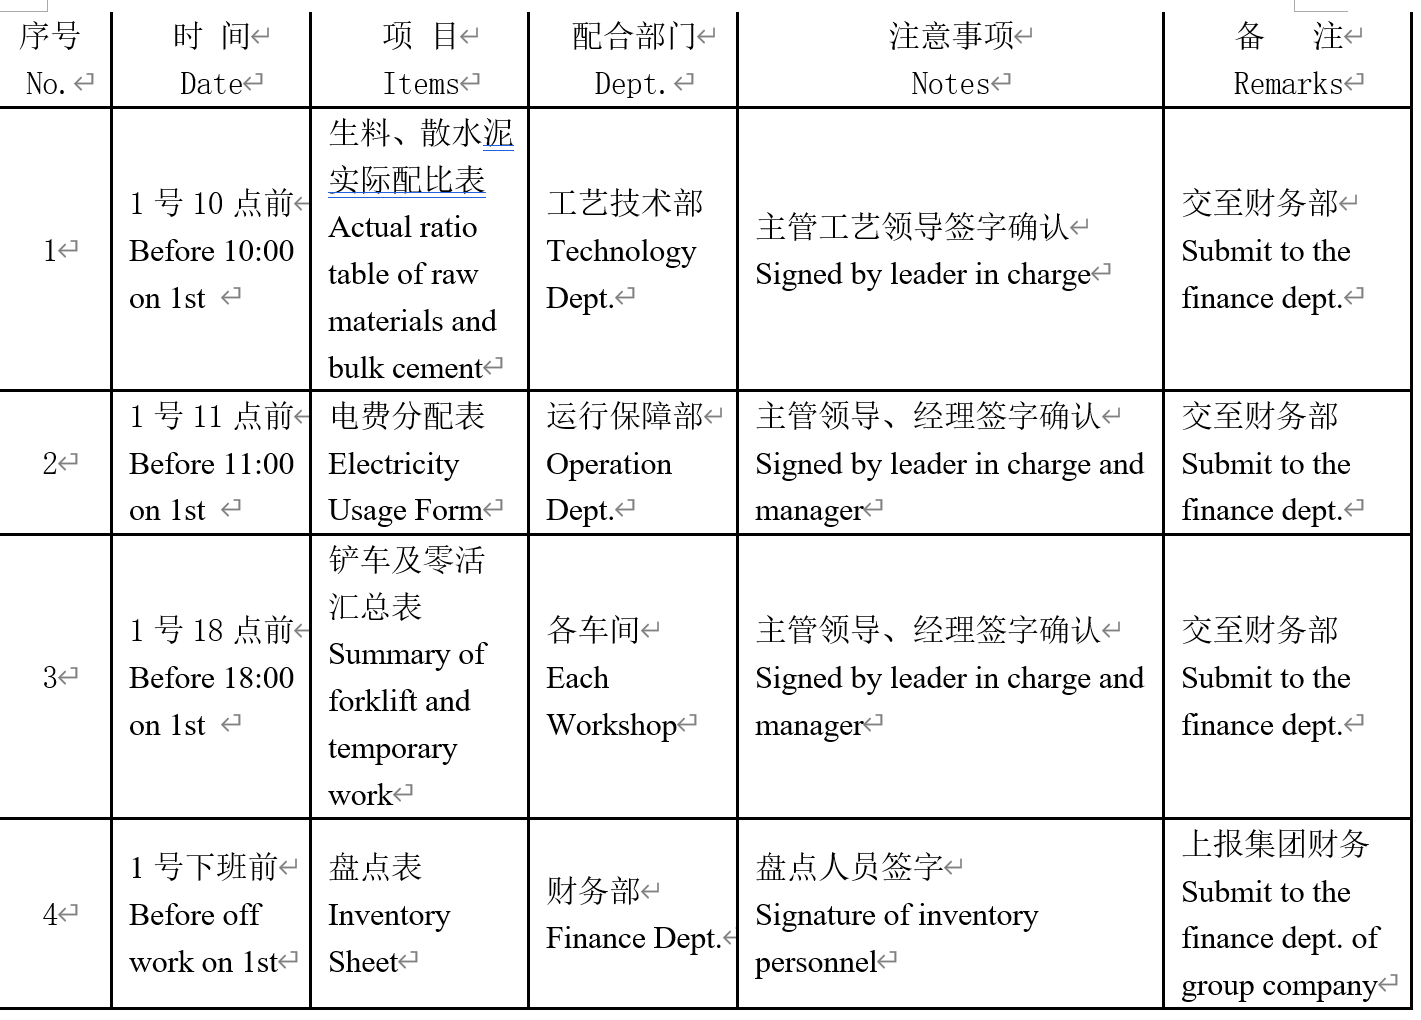 序号
No.
时 间
Date
项 目
Items
配合部门
Dept.
注意事项
Notes
备 注
Remarks
1
1 号 10 点前
Before 10:00
on 1st
生料、散水泥
实际配比表
Actual ratio
table of raw
materials and
bulk cement
工艺技术部
Technology
Dept.
主管工艺领导签字确认
Signed by leader in charge
交至财务部
Submit to the
finance dept.
2
1 号 11 点前
Before 11:00
on 1st
电费分配表
Electricity
Usage Form
运行保障部
Operation
Dept.
主管领导、经理签字确认
Signed by leader in charge and
manager
交至财务部
Submit to the
finance dept.
3
1 号 18 点前
Before 18:00
on 1st
铲车及零活
汇总表
Summary of
forklift and
temporary
work
各车间
Each
Workshop
主管领导、经理签字确认
Signed by leader in charge and
manager
交至财务部
Submit to the
finance dept.
4
1 号下班前
Before off
work on 1st
盘点表
Inventory
Sheet
财务部
Finance Dept.
盘点人员签字
Signature of inventory
personnel
上报集团财务
Submit to the
finance dept. of
group company